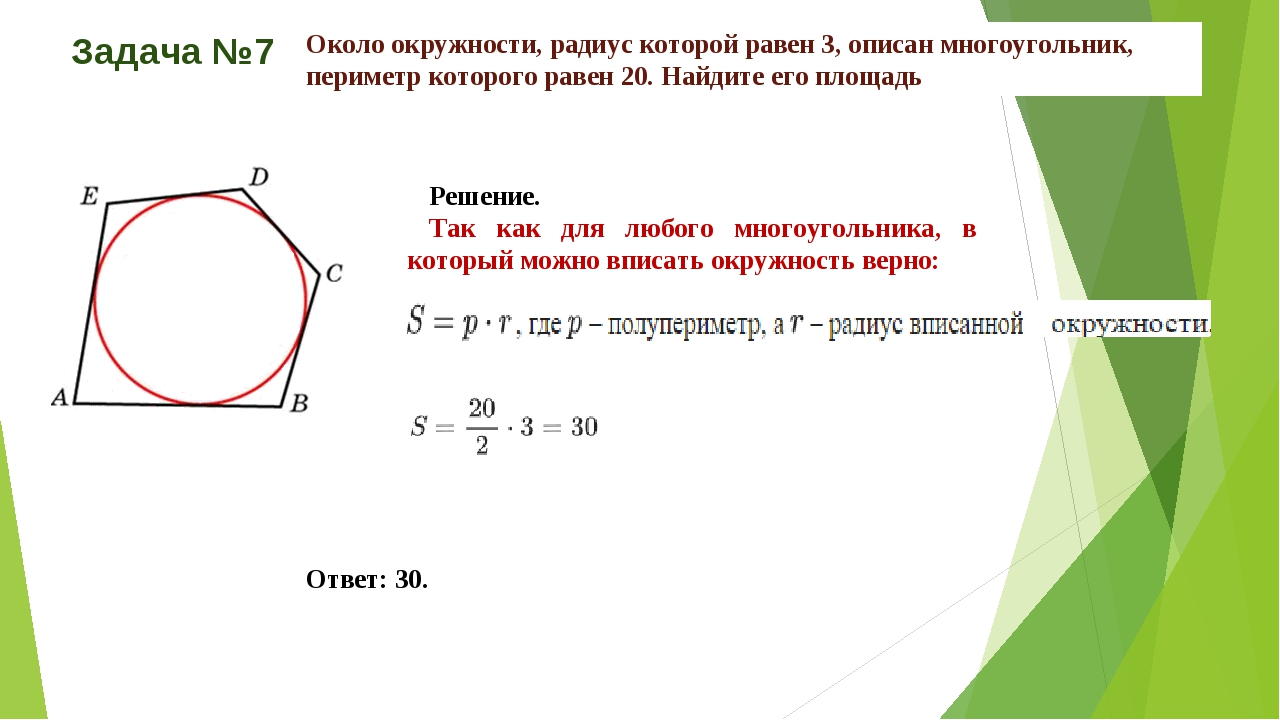 Задача №7
Около окружности, радиус которой равен 3, описан многоугольник,
периметр которого равен 20. Найдите его площадь
E
D
C
A
B
Решение.
Так как для любого многоугольника, в
который можно вписать окружность верно:
S = p · r , где p – полупериметр, а r – радиус вписанной окружности.
S = 20/2 · 3 = 30
Ответ: 30.